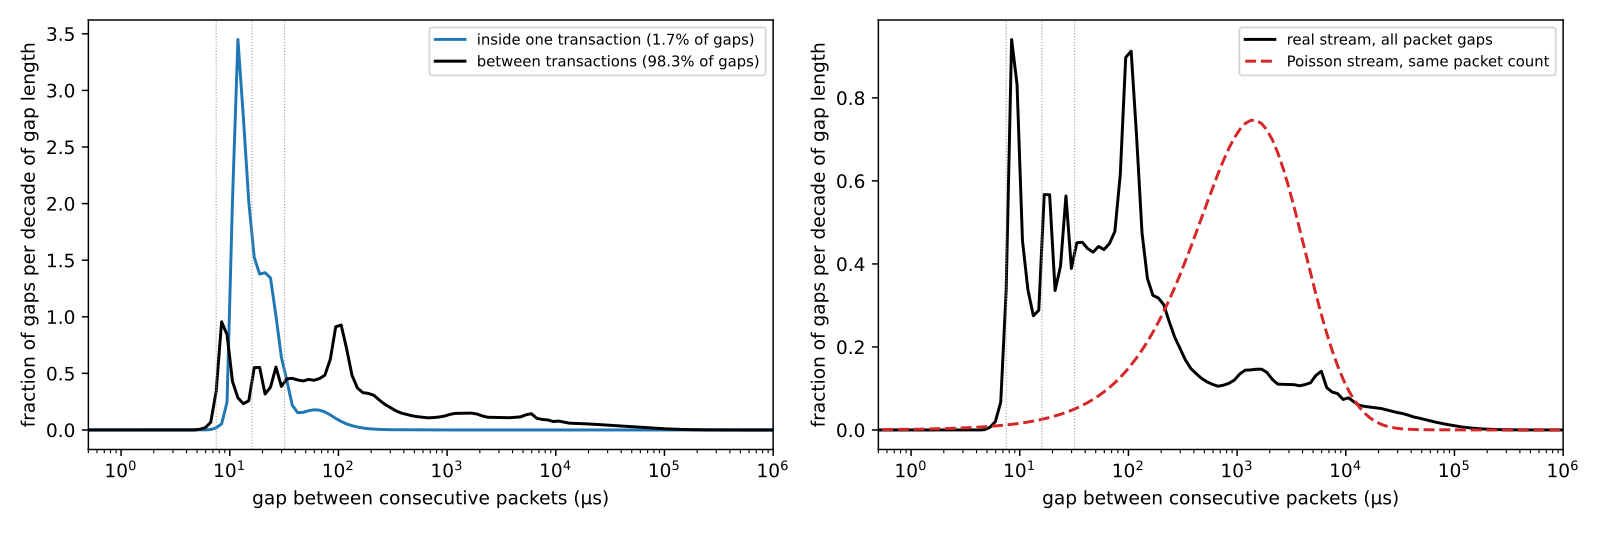 fraction of gaps per decade of gap length
3.5
3.0
2.5
2.0
1.5
1.0
0.5
0.0
inside one transaction (1.7% of gaps)
between transactions (98.3% of gaps)
10⁰ 10¹ 10² 10³ 10⁴ 10⁵ 10⁶
gap between consecutive packets (µs)
fraction of gaps per decade of gap length
0.8
0.6
0.4
0.2
0.0
real stream, all packet gaps
Poisson stream, same packet count
10⁰ 10¹ 10² 10³ 10⁴ 10⁵ 10⁶
gap between consecutive packets (µs)